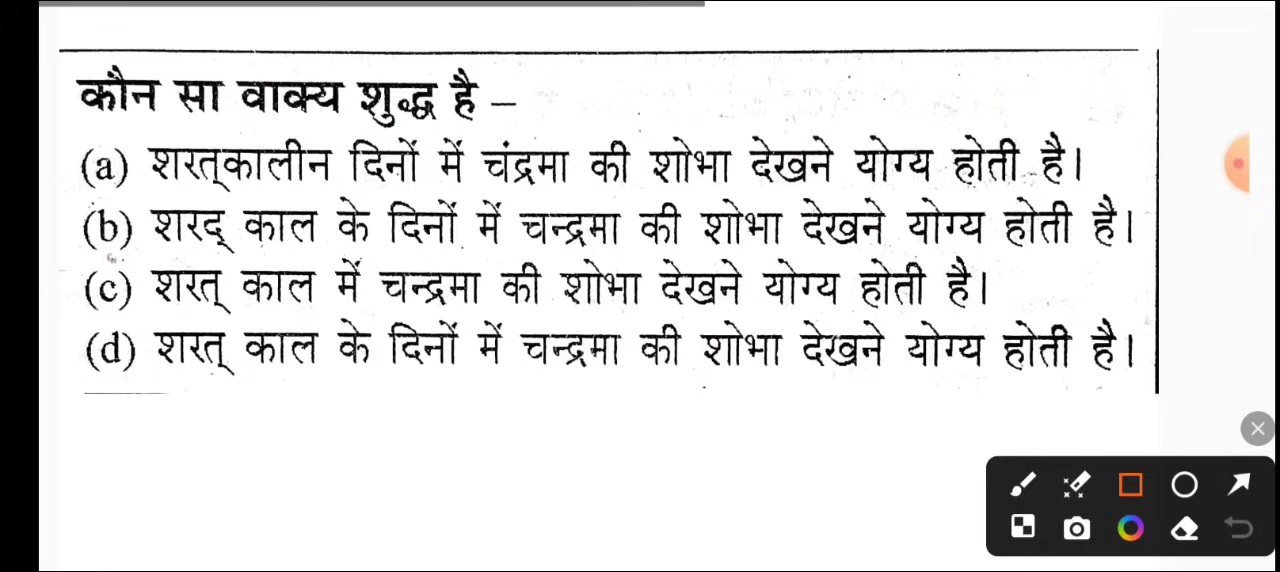 कौन सा वाक्य शुद्ध है –
(a) शरत्कालीन दिनों में चंद्रमा की शोभा देखने योग्य होती है।
(b) शरद् काल के दिनों में चन्द्रमा की शोभा देखने योग्य होती है।
(c) शरत् काल में चन्द्रमा की शोभा देखने योग्य होती है।
(d) शरत् काल के दिनों में चन्द्रमा की शोभा देखने योग्य होती है।